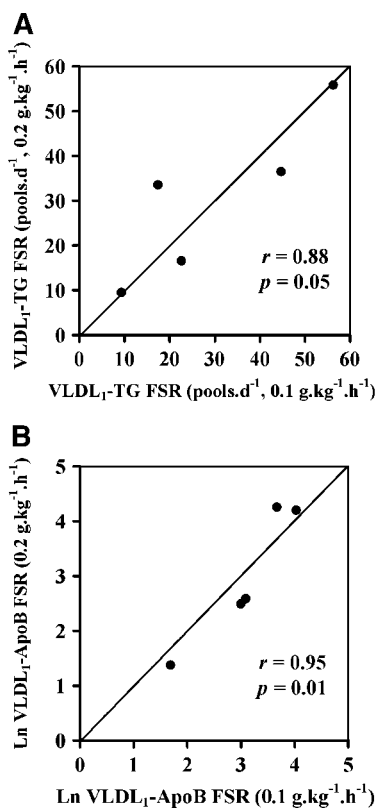 A
VLDL₁-TG FSR (pools.d⁻¹, 0.2 g.kg⁻¹.h⁻¹)
60
50
40
30
20
10
0
r = 0.88
p = 0.05
0 10 20 30 40 50 60
VLDL₁-TG FSR (pools.d⁻¹, 0.1 g.kg⁻¹.h⁻¹)
B
Ln VLDL₁-ApoB FSR (0.2 g.kg⁻¹.h⁻¹)
5
4
3
2
1
0
r = 0.95
p = 0.01
0 1 2 3 4 5
Ln VLDL₁-ApoB FSR (0.1 g.kg⁻¹.h⁻¹)